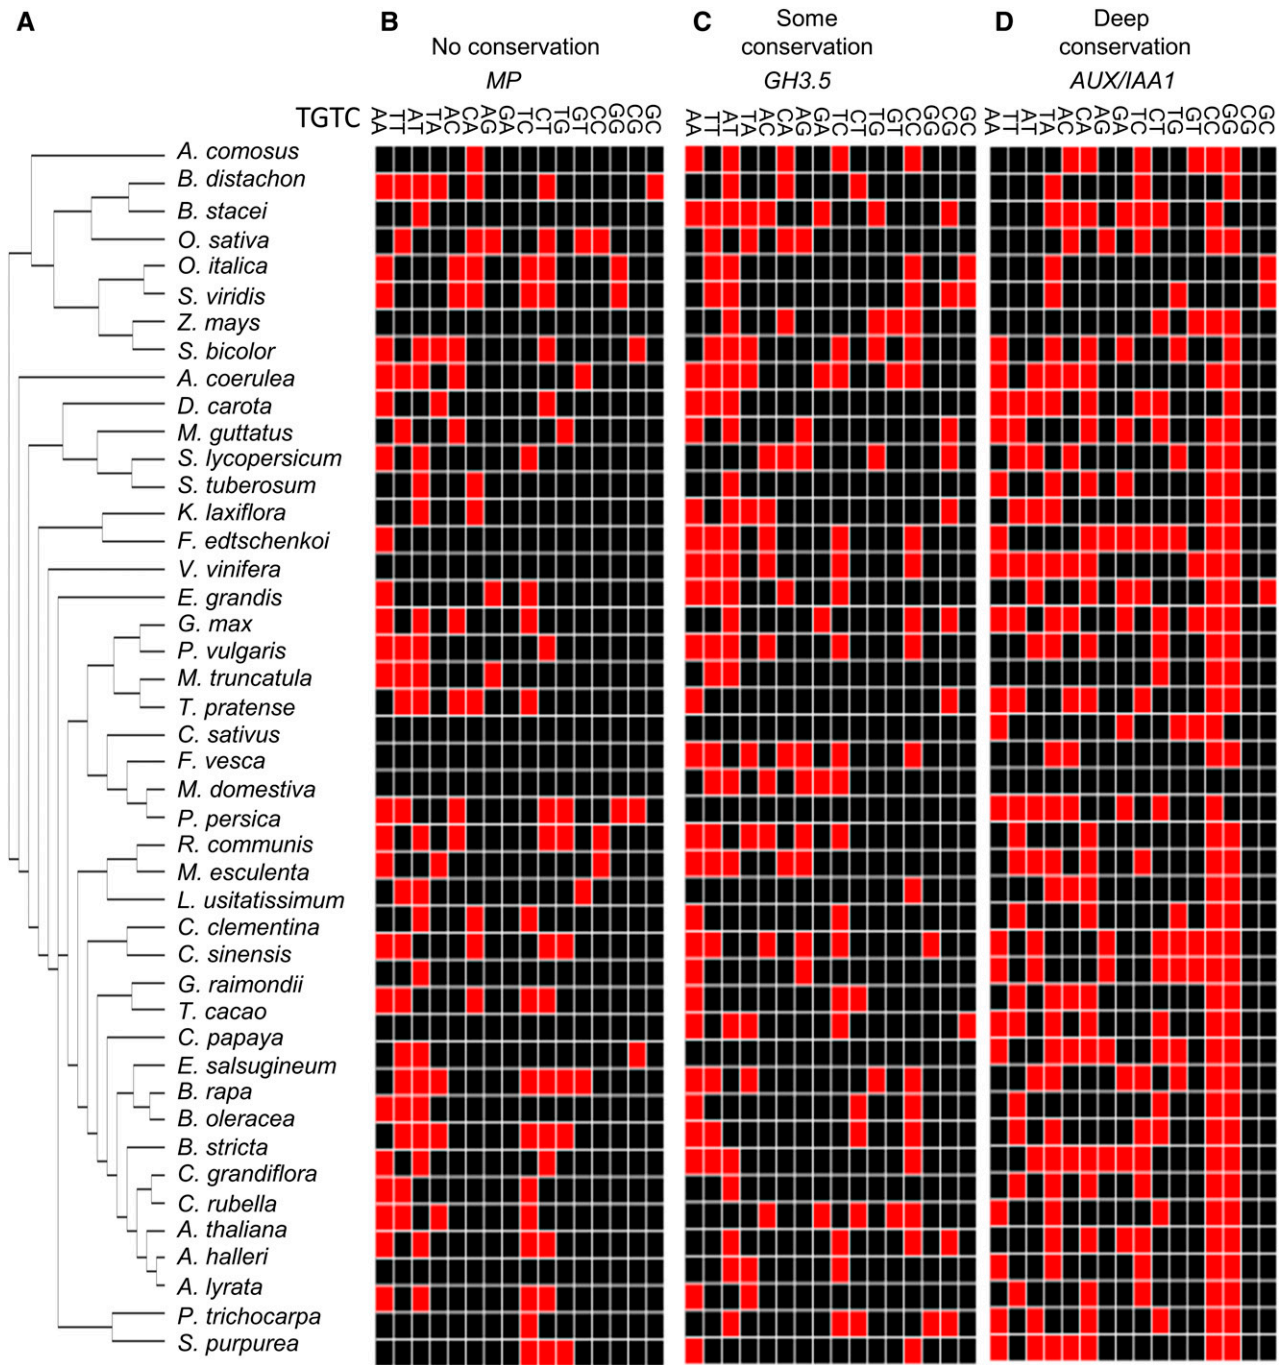 A
B
No conservation
MP
C
Some
conservation
GH3.5
D
Deep
conservation
AUX/IAA1
TGTC
AA TT AT TA AC CA AG GA TC CT TG GT CC GG CG GC
AA TT AT TA AC CA AG GA TC CT TG GT CC GG CG GC
AA TT AT TA AC CA AG GA TC CT TG GT CC GG CG GC
A. comosus
B. distachon
B. stacei
O. sativa
O. italica
S. viridis
Z. mays
S. bicolor
A. coerulea
D. carota
M. guttatus
S. lycopersicum
S. tuberosum
K. laxiflora
F. edtschenkoi
V. vinifera
E. grandis
G. max
P. vulgaris
M. truncatula
T. pratense
C. sativus
F. vesca
M. domestiva
P. persica
R. communis
M. esculenta
L. usitatissimum
C. clementina
C. sinensis
G. raimondii
T. cacao
C. papaya
E. salsugineum
B. rapa
B. oleracea
B. stricta
C. grandiflora
C. rubella
A. thaliana
A. halleri
A. lyrata
P. trichocarpa
S. purpurea